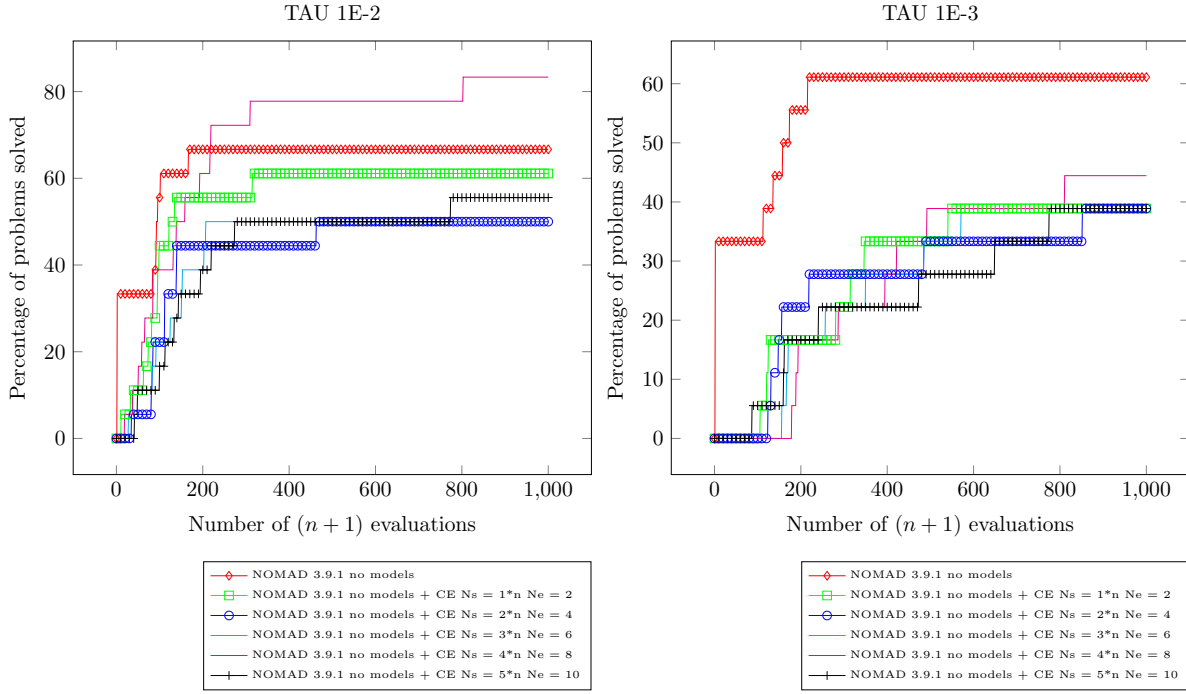 TAU 1E-2
80
60
40
20
0
Percentage of problems solved
0 200 400 600 800 1,000
Number of (n + 1) evaluations
NOMAD 3.9.1 no models
NOMAD 3.9.1 no models + CE Ns = 1*n Ne = 2
NOMAD 3.9.1 no models + CE Ns = 2*n Ne = 4
NOMAD 3.9.1 no models + CE Ns = 3*n Ne = 6
NOMAD 3.9.1 no models + CE Ns = 4*n Ne = 8
NOMAD 3.9.1 no models + CE Ns = 5*n Ne = 10
TAU 1E-3
60
50
40
30
20
10
0
Percentage of problems solved
0 200 400 600 800 1,000
Number of (n + 1) evaluations
NOMAD 3.9.1 no models
NOMAD 3.9.1 no models + CE Ns = 1*n Ne = 2
NOMAD 3.9.1 no models + CE Ns = 2*n Ne = 4
NOMAD 3.9.1 no models + CE Ns = 3*n Ne = 6
NOMAD 3.9.1 no models + CE Ns = 4*n Ne = 8
NOMAD 3.9.1 no models + CE Ns = 5*n Ne = 10